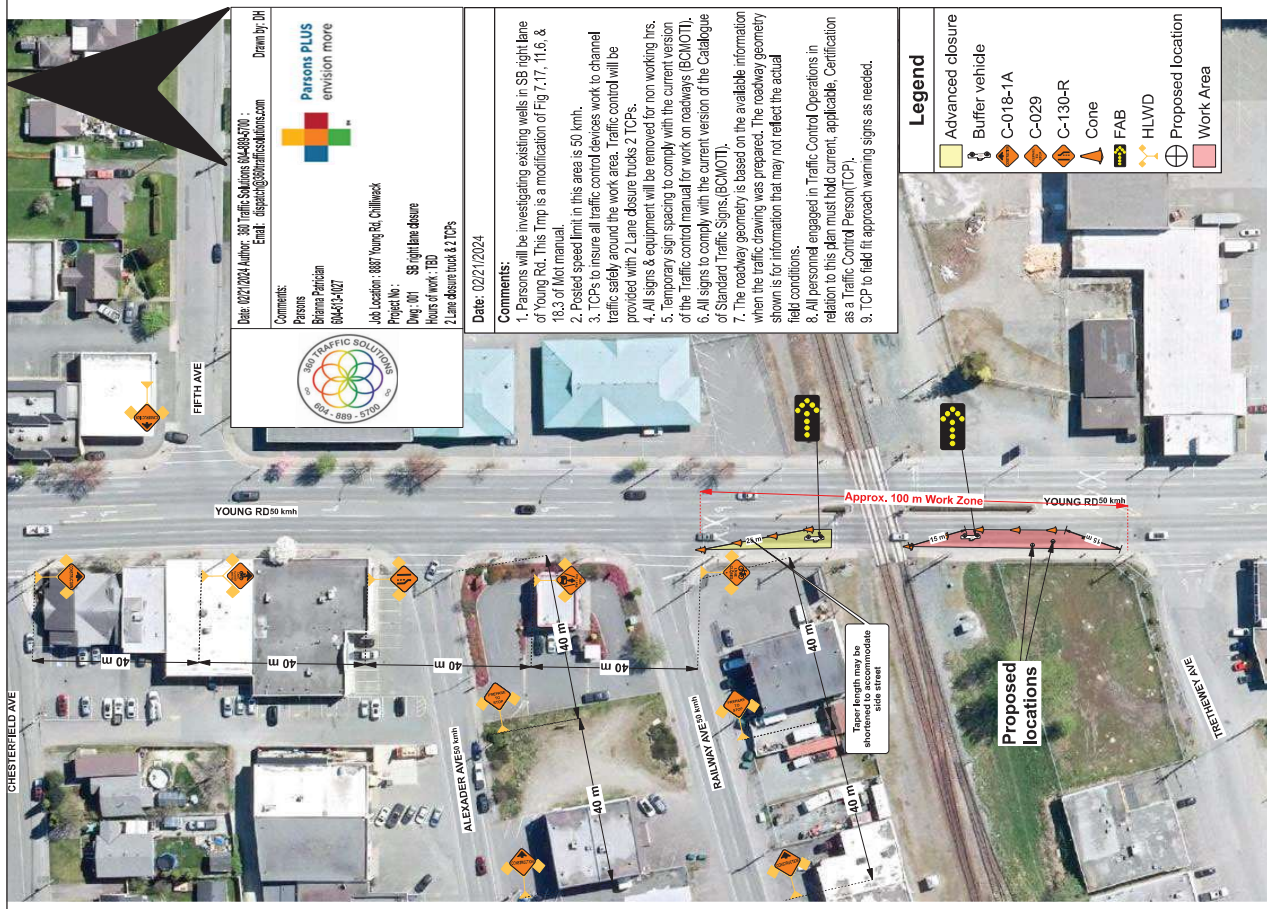 Date: 02/21/2024 Author: 360 Traffic Solutions 604-889-5700 : Drawn by: DH
Email: dispatch@360trafficsolutions.com
Comments:
Parsons
Brianna Patrician
604-613-1027
Job Location : 8887 Young Rd, Chilliwack
Project No :
Dwg : 001 SB right lane closure
Hours of work : TBD
2 Lane closure truck & 2 TCPs
Parsons PLUS
envision more
360 TRAFFIC SOLUTIONS
604 - 889 - 5700
Date: 02/21/2024
Comments:
1. Parsons will be investigating existing wells in SB right lane
of Young Rd. This Tmp is a modification of Fig 7.17, 11.6, &
18.3 of Mot manual.
2. Posted speed limit in this area is 50 kmh.
3. TCPs to insure all traffic control devices work to channel
traffic safely around the work area. Traffic control will be
provided with 2 Lane closure trucks 2 TCPs.
4. All signs & equipment will be removed for non working hrs.
5. Temporary sign spacing to comply with the current version
of the Traffic control manual for work on roadways (BCMOTI).
6. All signs to comply with the current version of the Catalogue
of Standard Traffic Signs,(BCMOTI).
7. The roadway geometry is based on the available information
when the traffic drawing was prepared. The roadway geometry
shown is for information that may not reflect the actual
field conditions.
8. All personnel engaged in Traffic Control Operations in
relation to this plan must hold current, applicable, Certification
as a Traffic Control Person(TCP).
9. TCP to field fit approach warning signs as needed.
Legend
Advanced closure
Buffer vehicle
C-018-1A
C-029
C-130-R
Cone
FAB
HLWD
Proposed location
Work Area
FIFTH AVE
CHESTERFIELD AVE
YOUNG RD 50 kmh
ALEXADER AVE 50 kmh
RAILWAY AVE 50 kmh
YOUNG RD 50 kmh
TRETHEWEY AVE
Approx. 100 m Work Zone
25 m
15 m
15 m
40 m
40 m
40 m
40 m
40 m
40 m
40 m
40 m
PREPARE
TO
STOP
PREPARE
TO
STOP
CONSTRUCTION
CONSTRUCTION
Taper length may be
shortened to accommodate
side street
Proposed
locations